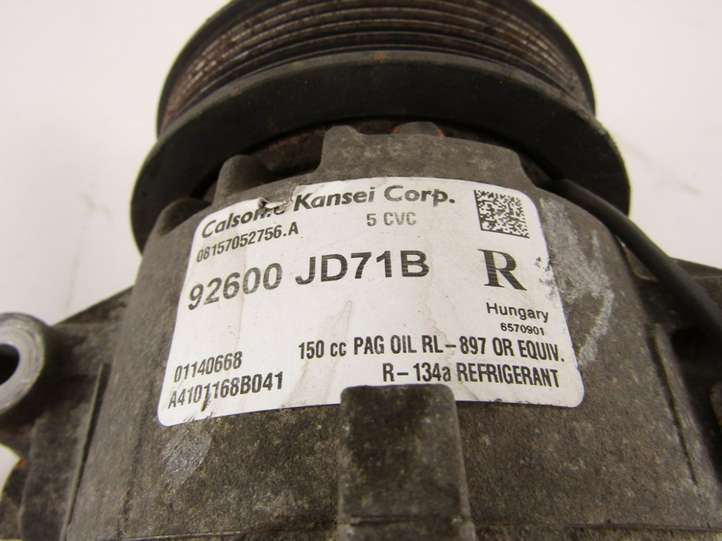 Calsonic Kansei Corp.
08157052756.A 5 CVC
92600 JD71B R
Hungary
6570901
01140668 150 cc PAG OIL RL-897 OR EQUIV.
A4101168B041 R-134a REFRIGERANT